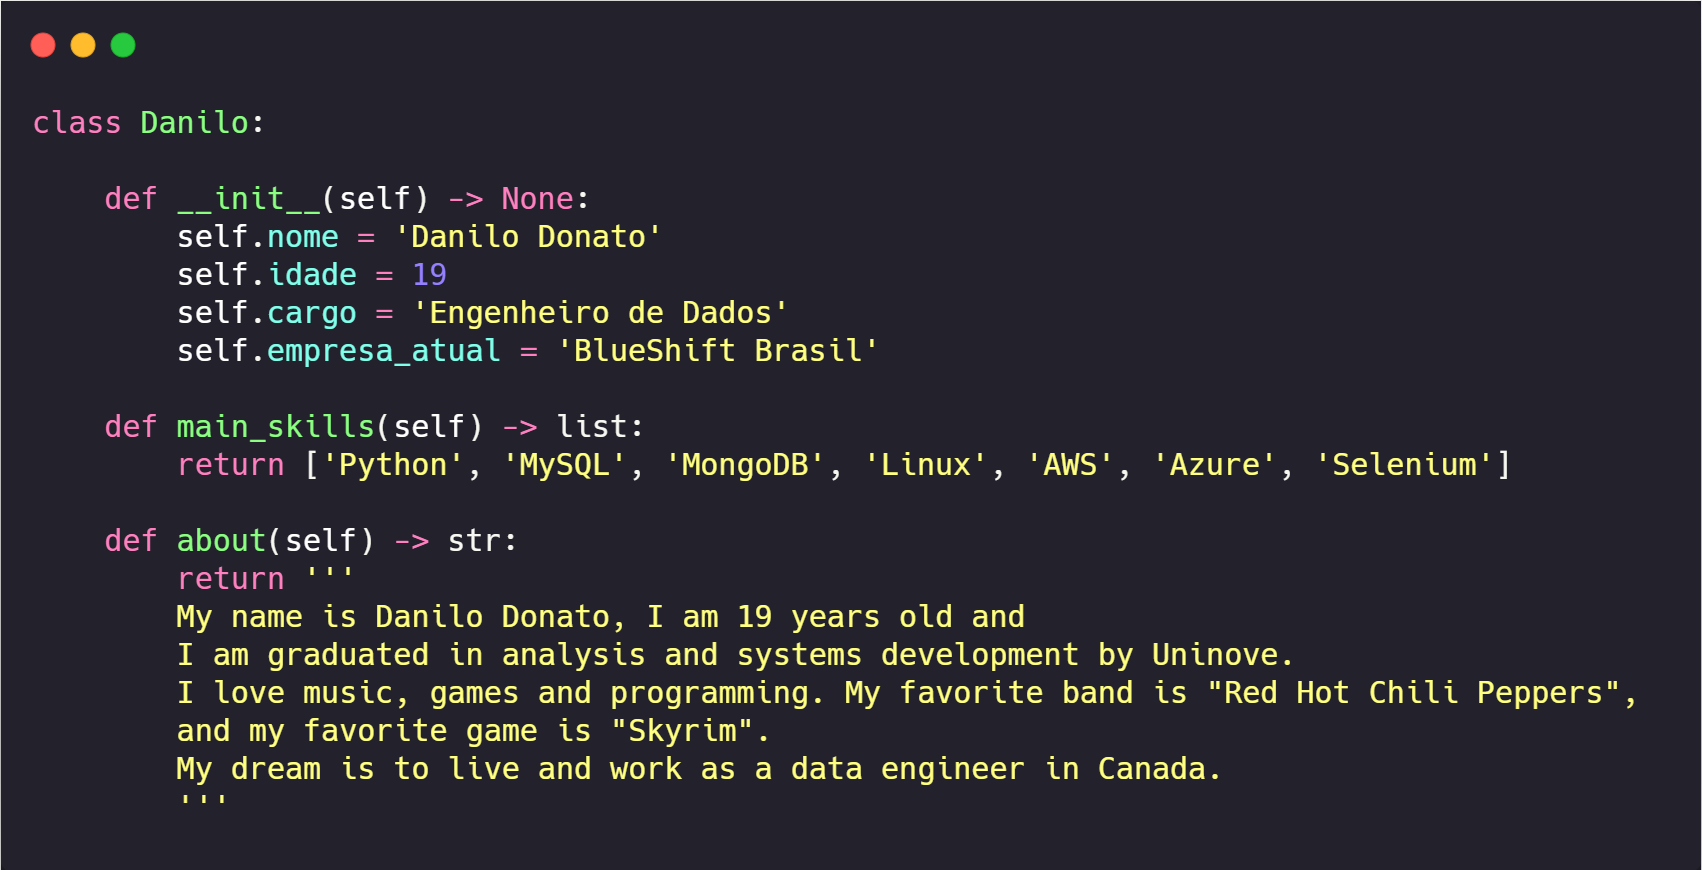 class Danilo:
    def __init__(self) -> None:
        self.nome = 'Danilo Donato'
        self.idade = 19
        self.cargo = 'Engenheiro de Dados'
        self.empresa_atual = 'BlueShift Brasil'
    def main_skills(self) -> list:
        return ['Python', 'MySQL', 'MongoDB', 'Linux', 'AWS', 'Azure', 'Selenium']
    def about(self) -> str:
        return '''
        My name is Danilo Donato, I am 19 years old and
        I am graduated in analysis and systems development by Uninove.
        I love music, games and programming. My favorite band is "Red Hot Chili Peppers",
        and my favorite game is "Skyrim".
        My dream is to live and work as a data engineer in Canada.
        '''